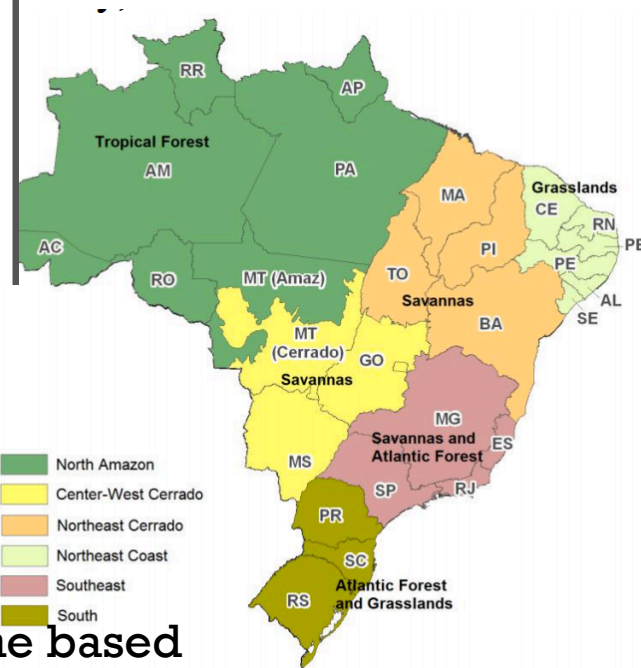 RR
AP
Tropical Forest
AM
PA
MA
Grasslands
CE
RN
AC
PI
PE
RO
MT (Amaz)
TO
Savannas
AL
BA
SE
MT
(Cerrado)
GO
Savannas
MG
Savannas and
Atlantic Forest
ES
MS
SP
RJ
PR
SC
Atlantic Forest
and Grasslands
RS
North Amazon
Center-West Cerrado
Northeast Cerrado
Northeast Coast
Southeast
South
based